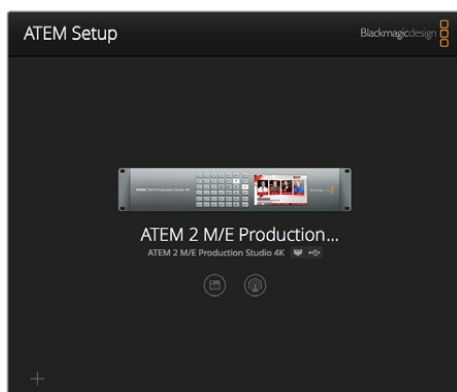 ATEM Setup
Blackmagicdesign
ATEM 2 M/E Production...
ATEM 2 M/E Production Studio 4K